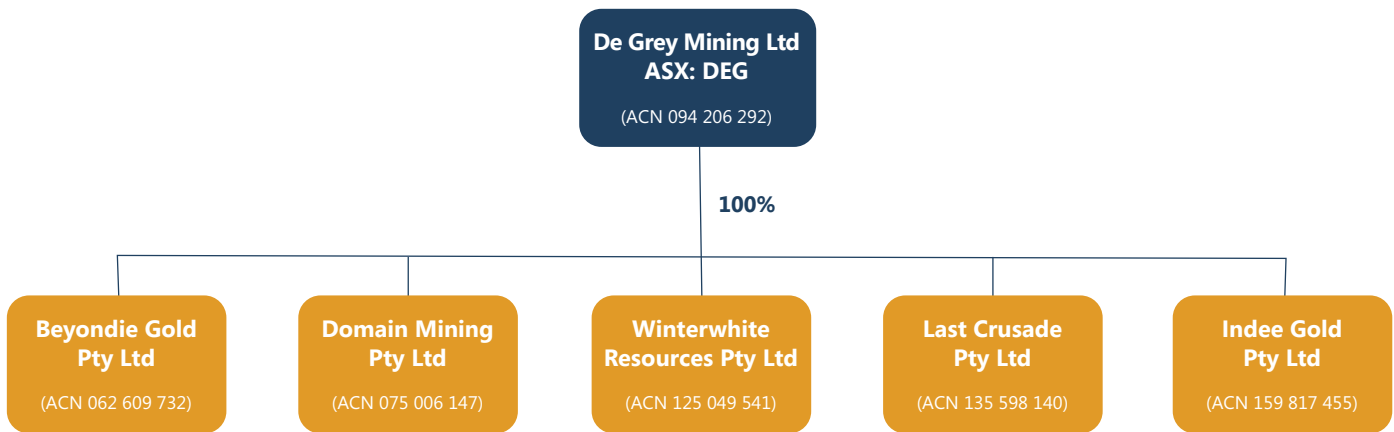 De Grey Mining Ltd
ASX: DEG
(ACN 094 206 292)
100%
Beyondie Gold
Pty Ltd
(ACN 062 609 732)
Domain Mining
Pty Ltd
(ACN 075 006 147)
Winterwhite
Resources Pty Ltd
(ACN 125 049 541)
Last Crusade
Pty Ltd
(ACN 135 598 140)
Indee Gold
Pty Ltd
(ACN 159 817 455)